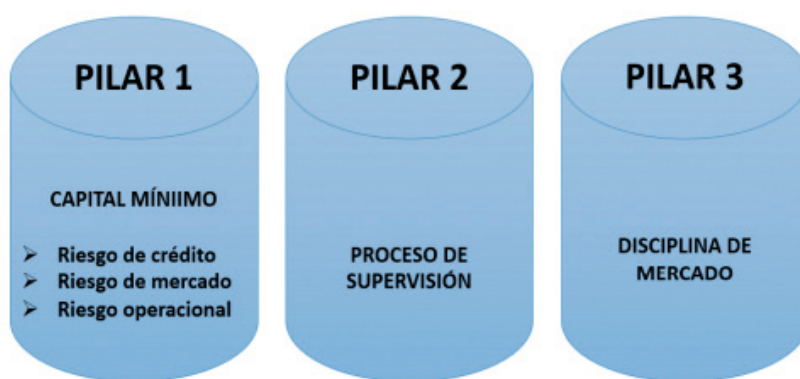 PILAR 1
CAPITAL MÍNIIMO
➢ Riesgo de crédito
➢ Riesgo de mercado
➢ Riesgo operacional
PILAR 2
PROCESO DE
SUPERVISIÓN
PILAR 3
DISCIPLINA DE
MERCADO